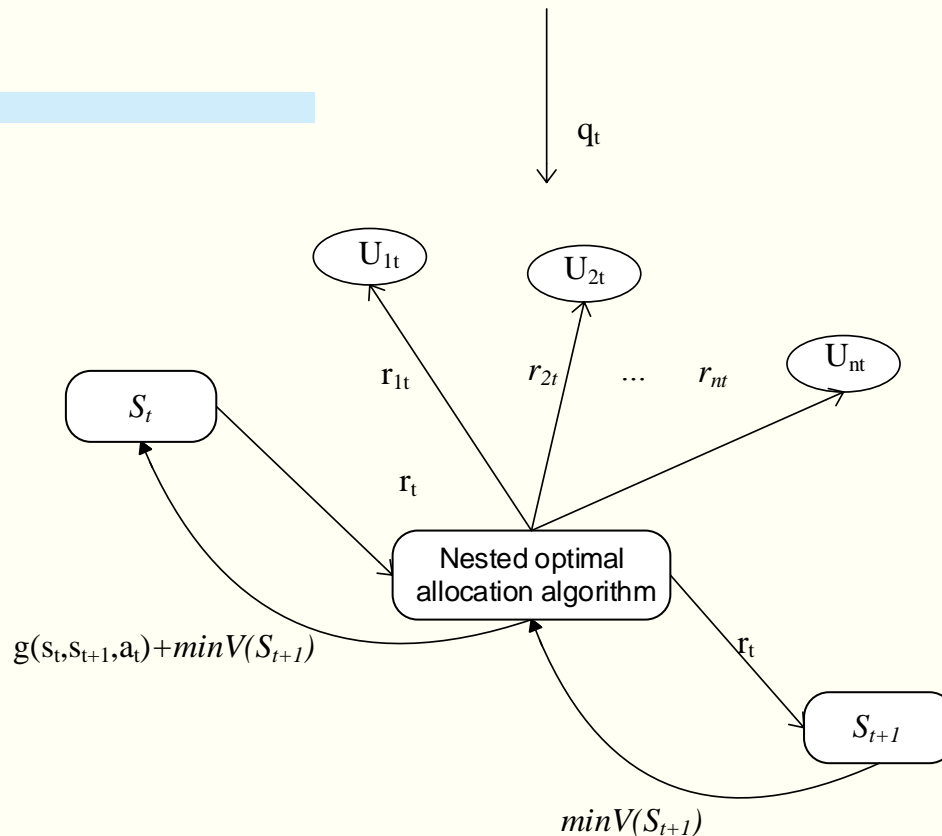 qₜ
U₁ₜ
U₂ₜ
Uₙₜ
r₁ₜ
r₂ₜ
...
rₙₜ
Sₜ
rₜ
Nested optimal
allocation algorithm
g(sₜ,sₜ₊₁,aₜ)+minV(Sₜ₊₁)
rₜ
Sₜ₊₁
minV(Sₜ₊₁)